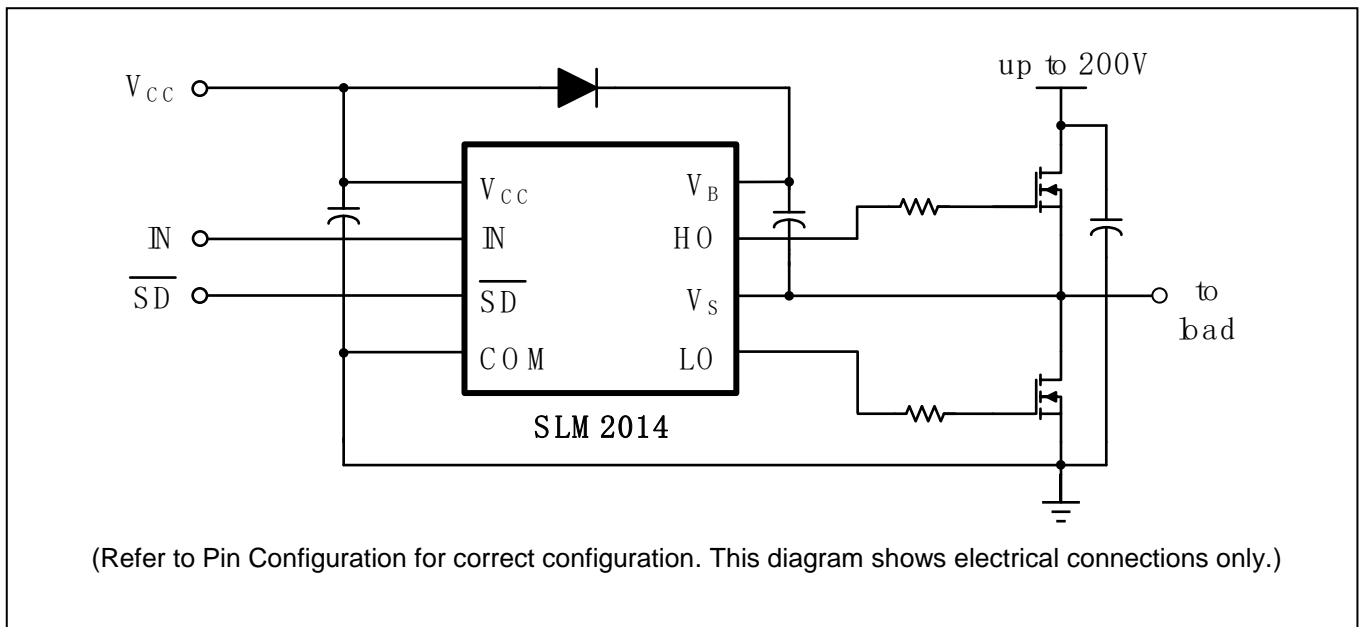 up to 200V
VCC
VCC
VB
IN
IN
HO
SD
SD
VS
to
load
COM
LO
SLM 2014
(Refer to Pin Configuration for correct configuration. This diagram shows electrical connections only.)